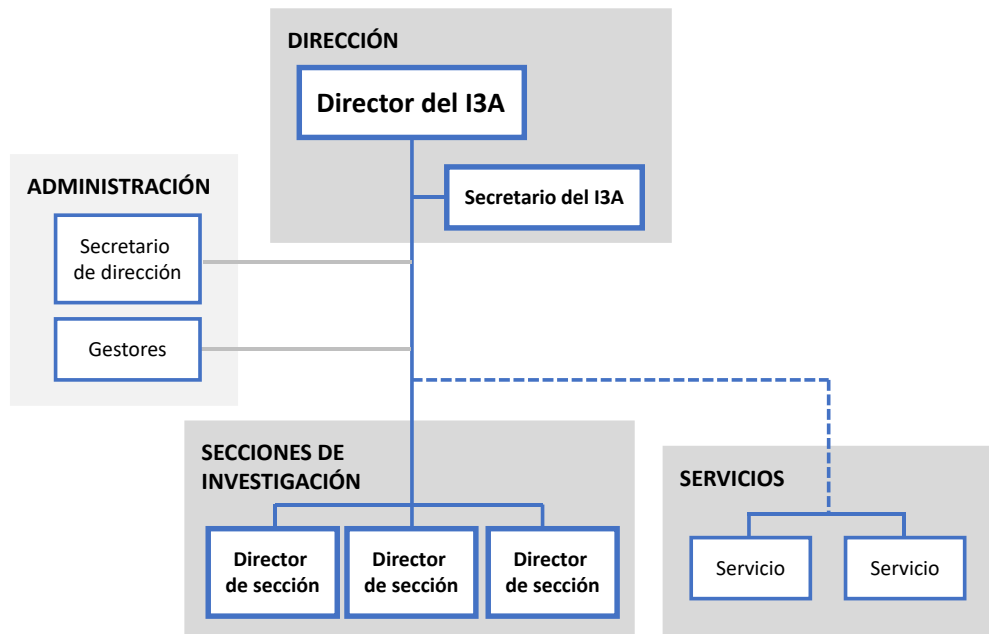 DIRECCIÓN
Director del I3A
Secretario del I3A
ADMINISTRACIÓN
Secretario
de dirección
Gestores
SECCIONES DE
INVESTIGACIÓN
Director
de sección
Director
de sección
Director
de sección
SERVICIOS
Servicio
Servicio